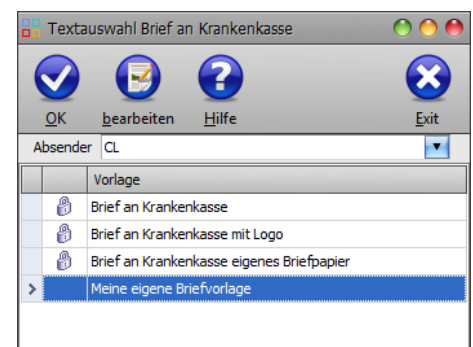 Textauswahl Brief an Krankenkasse
OK bearbeiten Hilfe Exit
Absender CL
Vorlage
Brief an Krankenkasse
Brief an Krankenkasse mit Logo
Brief an Krankenkasse eigenes Briefpapier
Meine eigene Briefvorlage